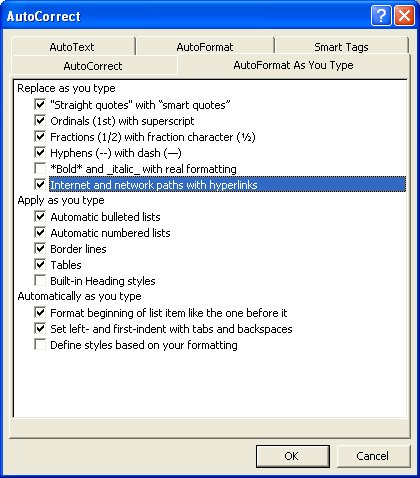 AutoCorrect
AutoText AutoFormat Smart Tags
AutoCorrect AutoFormat As You Type
Replace as you type
"Straight quotes" with “smart quotes”
Ordinals (1st) with superscript
Fractions (1/2) with fraction character (½)
Hyphens (--) with dash (—)
*Bold* and _italic_ with real formatting
Internet and network paths with hyperlinks
Apply as you type
Automatic bulleted lists
Automatic numbered lists
Border lines
Tables
Built-in Heading styles
Automatically as you type
Format beginning of list item like the one before it
Set left- and first-indent with tabs and backspaces
Define styles based on your formatting
OK Cancel